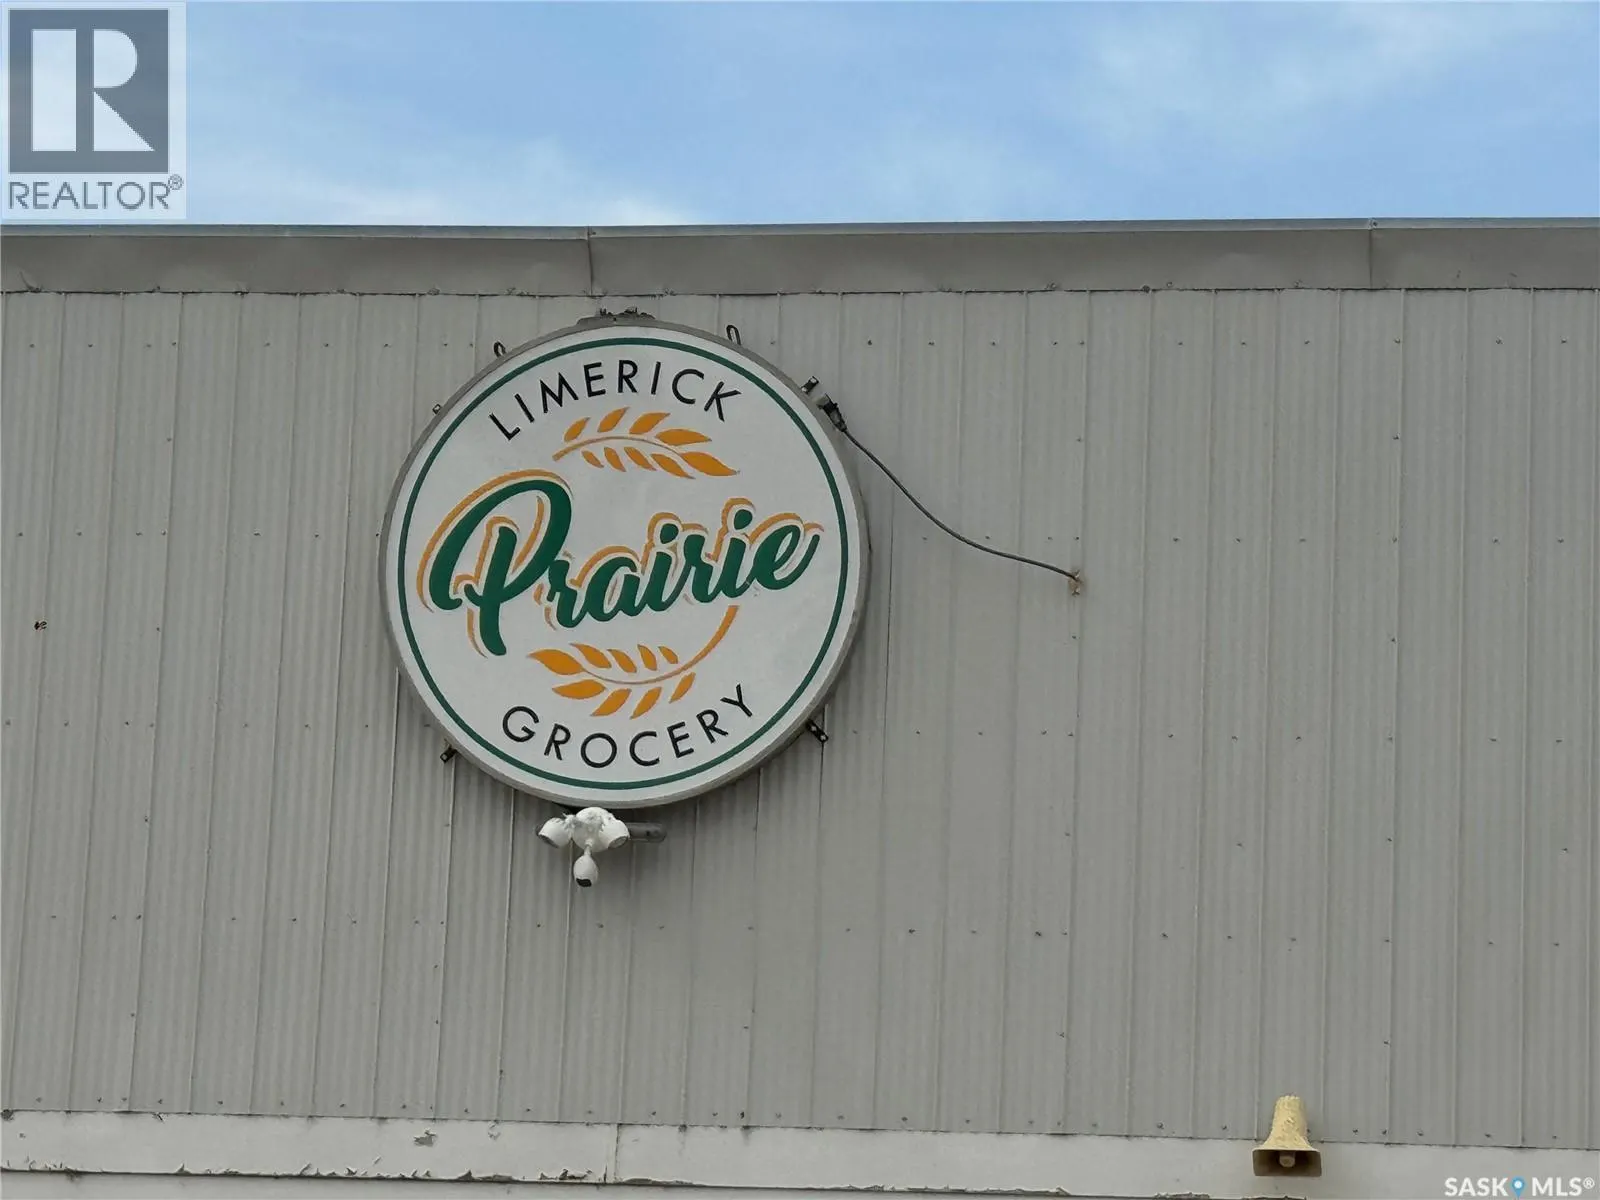 REALTOR®
LIMERICK
Prairie
GROCERY
SASK MLS®